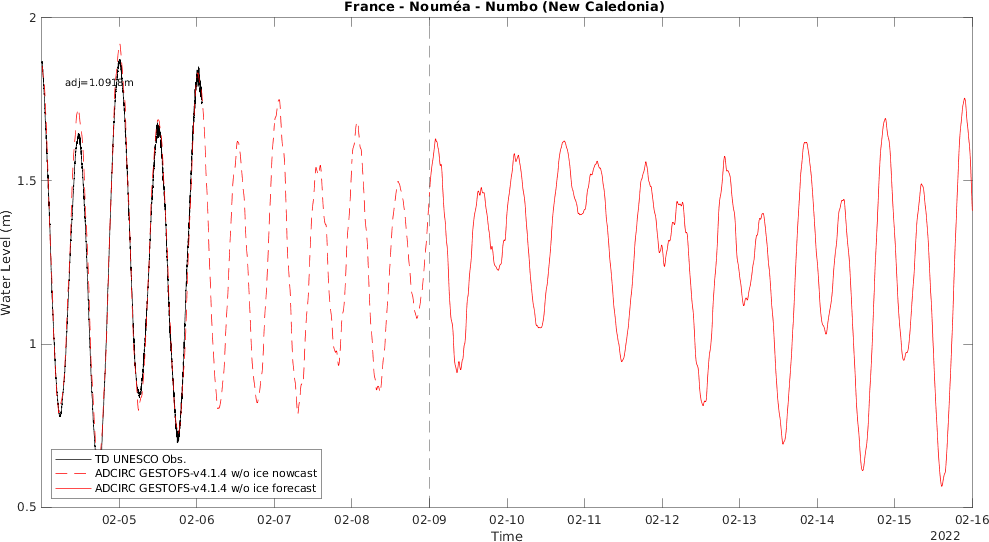 France - Nouméa - Numbo (New Caledonia)
2
1.5
1
0.5
Water Level (m)
adj=1.0918m
TD UNESCO Obs.
ADCIRC GESTOFS-v4.1.4 w/o ice nowcast
ADCIRC GESTOFS-v4.1.4 w/o ice forecast
02-05 02-06 02-07 02-08 02-09 02-10 02-11 02-12 02-13 02-14 02-15 02-16
Time
2022